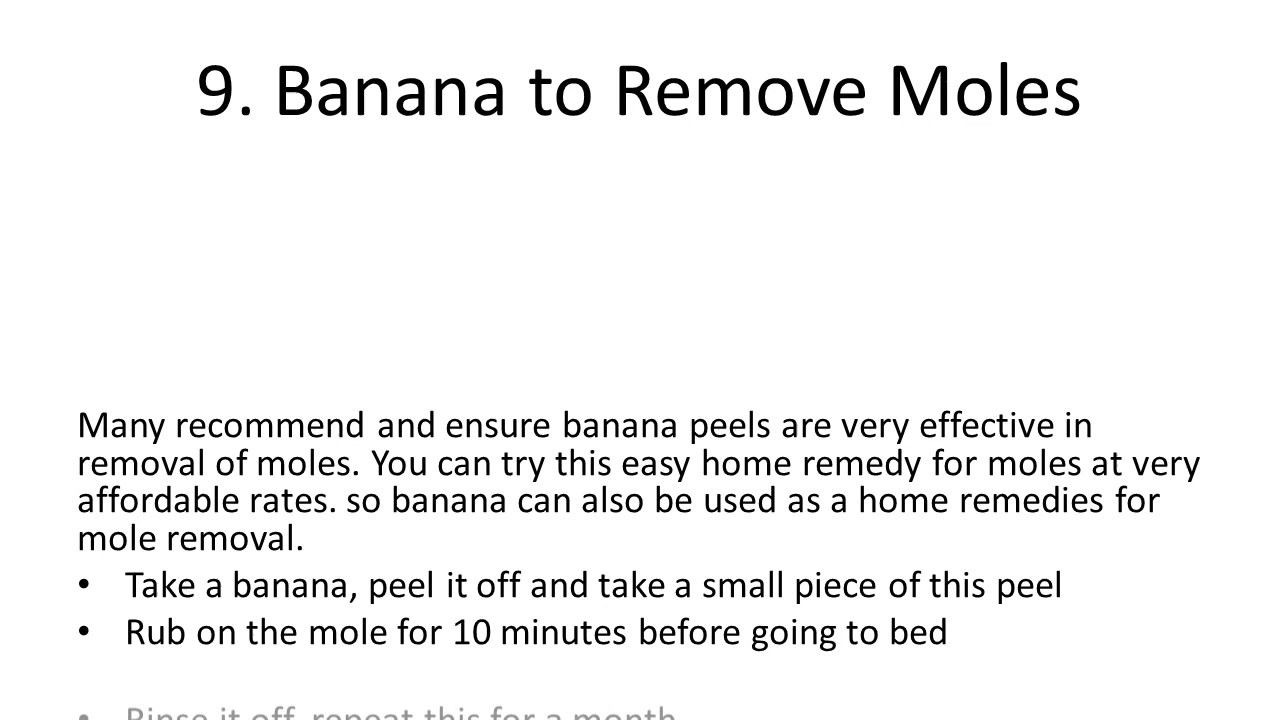 9. Banana to Remove Moles
Many recommend and ensure banana peels are very effective in
removal of moles. You can try this easy home remedy for moles at very
affordable rates. so banana can also be used as a home remedies for
mole removal.
• Take a banana, peel it off and take a small piece of this peel
• Rub on the mole for 10 minutes before going to bed
• Rinse it off, repeat this for a month